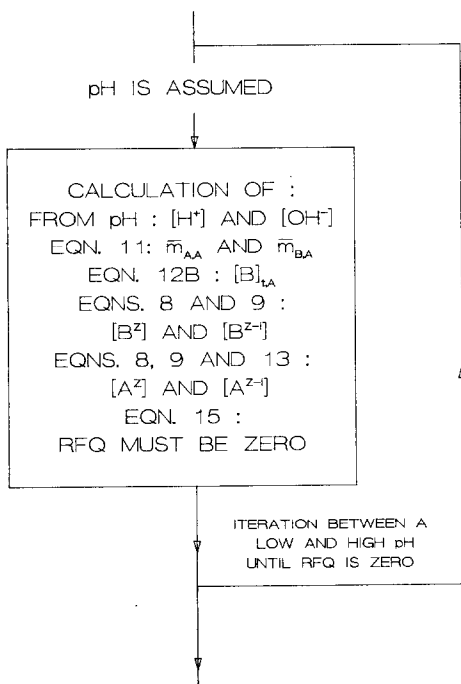 pH IS ASSUMED
CALCULATION OF :
FROM pH : [H⁺] AND [OH⁻]
EQN. 11: m̅A,A AND m̅B,A
EQN. 12B : [B]t,A
EQNS. 8 AND 9 :
[Bᶻ] AND [Bᶻ⁻¹]
EQNS. 8, 9 AND 13 :
[Aᶻ] AND [Aᶻ⁻¹]
EQN. 15 :
RFQ MUST BE ZERO
ITERATION BETWEEN A
LOW AND HIGH pH
UNTIL RFQ IS ZERO